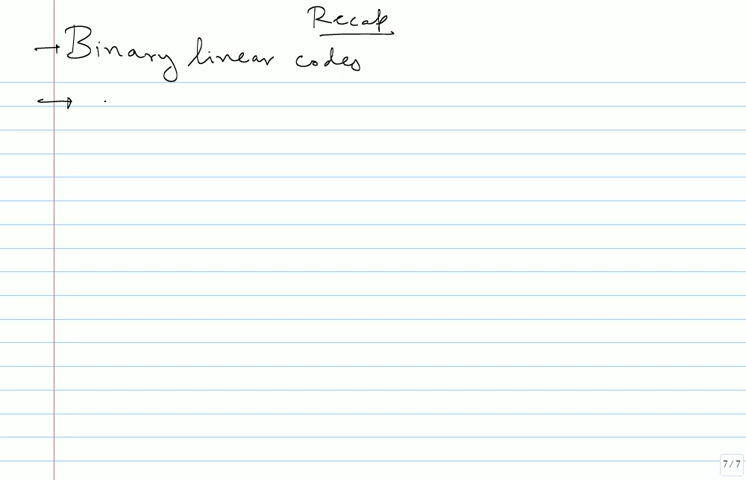 Recap
→ Binary linear codes
→
7/7